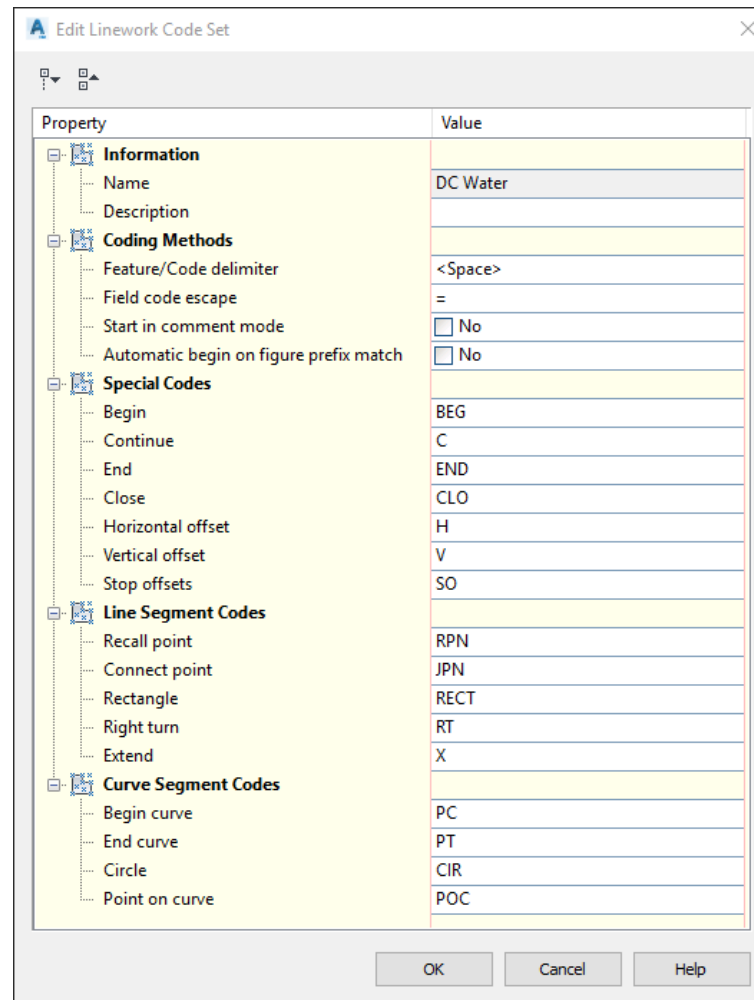 Edit Linework Code Set
Property Value
Information
Name DC Water
Description
Coding Methods
Feature/Code delimiter <Space>
Field code escape =
Start in comment mode No
Automatic begin on figure prefix match No
Special Codes
Begin BEG
Continue C
End END
Close CLO
Horizontal offset H
Vertical offset V
Stop offsets SO
Line Segment Codes
Recall point RPN
Connect point JPN
Rectangle RECT
Right turn RT
Extend X
Curve Segment Codes
Begin curve PC
End curve PT
Circle CIR
Point on curve POC
OK Cancel Help